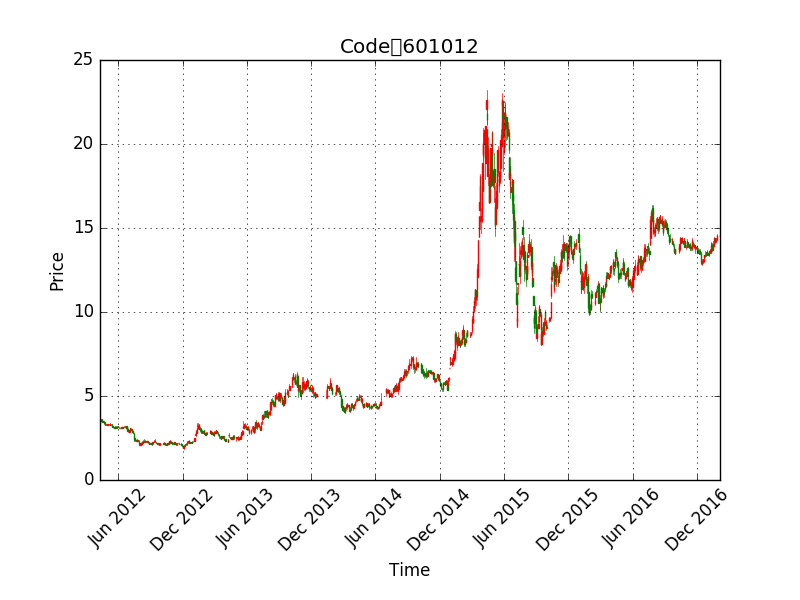 Code▯601012
25
20
15
10
5
0
Price
Jun 2012
Dec 2012
Jun 2013
Dec 2013
Jun 2014
Dec 2014
Jun 2015
Dec 2015
Jun 2016
Dec 2016
Time